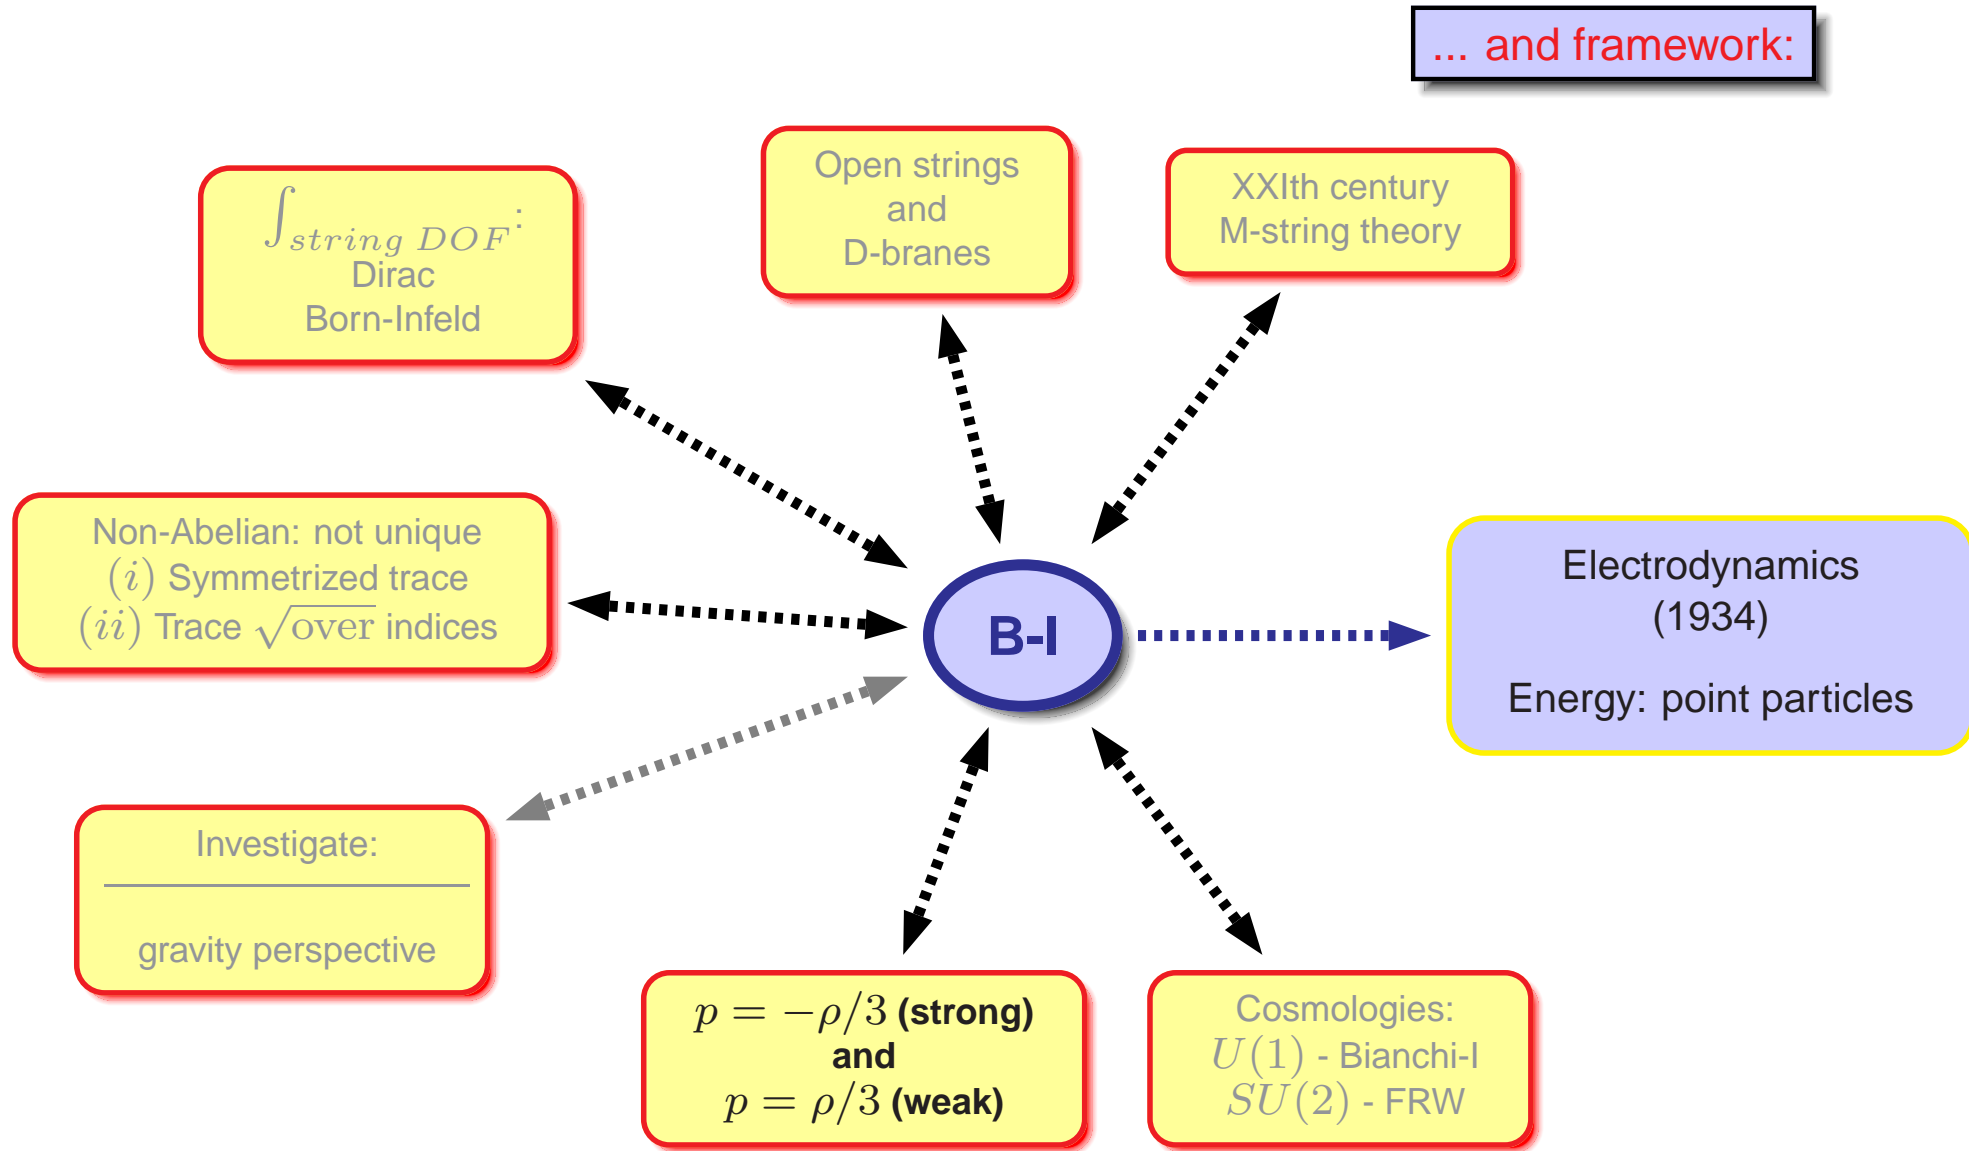 ... and framework:
∫_{string DOF}:
Dirac
Born-Infeld
Open strings
and
D-branes
XXIth century
M-string theory
Non-Abelian: not unique
(i) Symmetrized trace
(ii) Trace √over indices
B-I
Electrodynamics
(1934)
Energy: point particles
Investigate:
gravity perspective
p = −ρ/3 (strong)
and
p = ρ/3 (weak)
Cosmologies:
U(1) - Bianchi-I
SU(2) - FRW